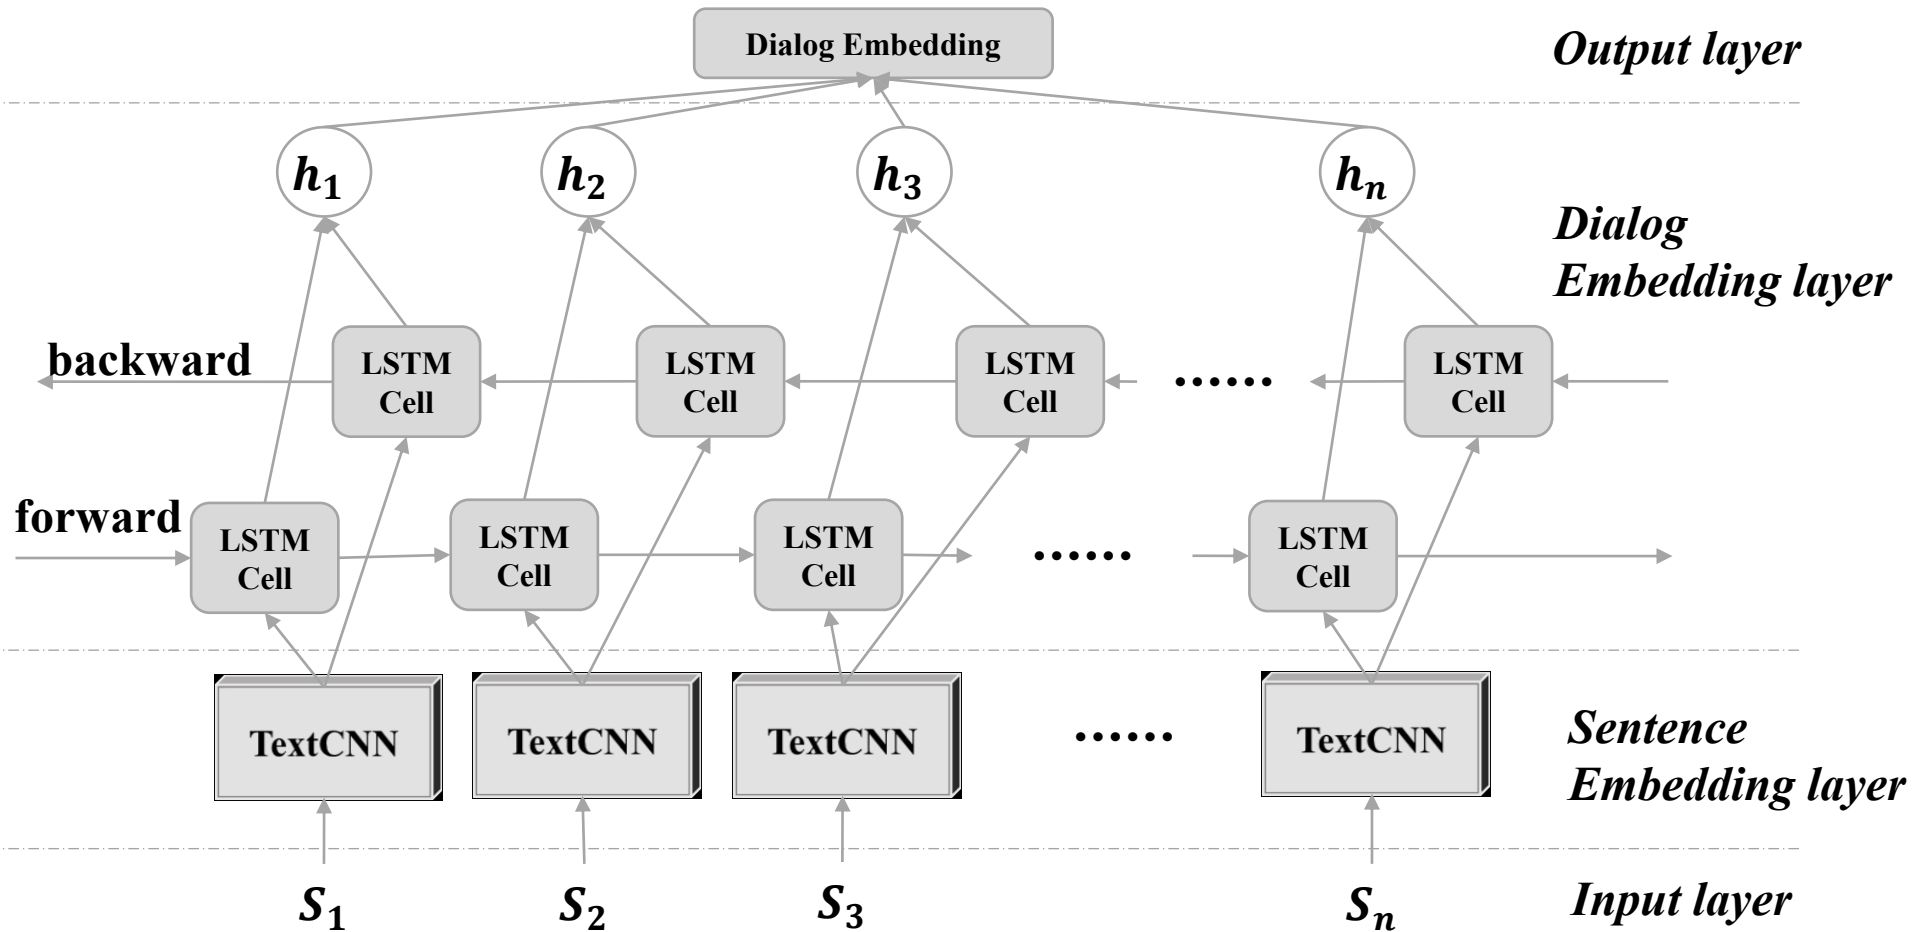 Dialog Embedding
Output layer
h1 h2 h3 hn
Dialog
Embedding layer
backward
LSTM Cell
LSTM Cell
LSTM Cell
......
LSTM Cell
forward
LSTM Cell
LSTM Cell
LSTM Cell
......
LSTM Cell
TextCNN
TextCNN
TextCNN
......
TextCNN
Sentence
Embedding layer
S1 S2 S3 Sn
Input layer